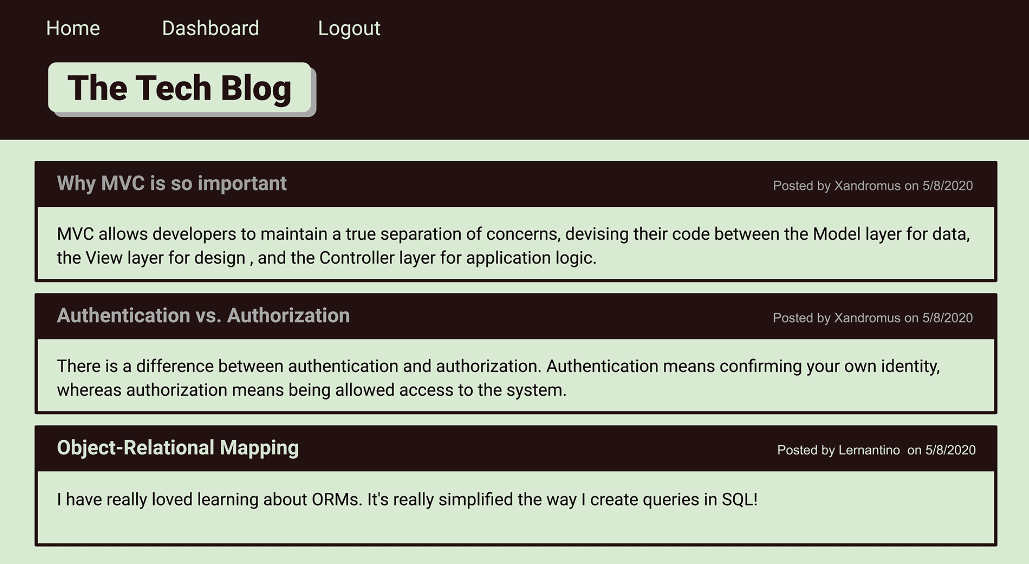 Home Dashboard Logout
The Tech Blog
Why MVC is so important Posted by Xandromus on 5/8/2020
MVC allows developers to maintain a true separation of concerns, devising their code between the Model layer for data,
the View layer for design , and the Controller layer for application logic.
Authentication vs. Authorization Posted by Xandromus on 5/8/2020
There is a difference between authentication and authorization. Authentication means confirming your own identity,
whereas authorization means being allowed access to the system.
Object-Relational Mapping Posted by Lernantino  on 5/8/2020
I have really loved learning about ORMs. It's really simplified the way I create queries in SQL!